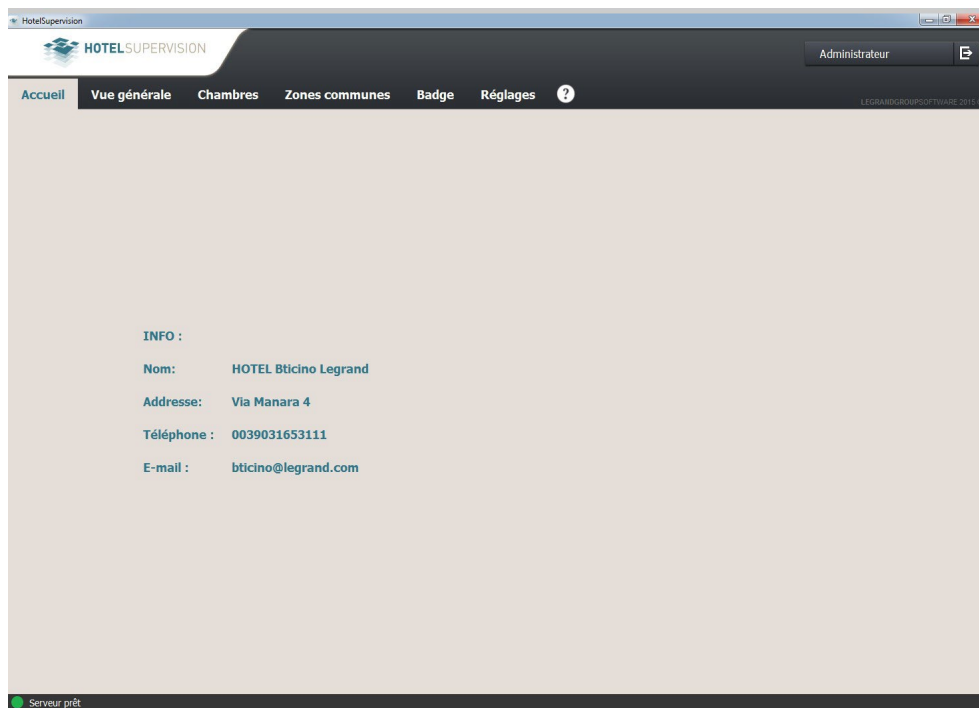 HotelSupervision
HOTELSUPERVISION
Administrateur
Accueil Vue générale Chambres Zones communes Badge Réglages ?
LEGRANDGROUPSOFTWARE 2015
INFO :
Nom: HOTEL Bticino Legrand
Addresse: Via Manara 4
Téléphone : 0039031653111
E-mail : bticino@legrand.com
Serveur prêt